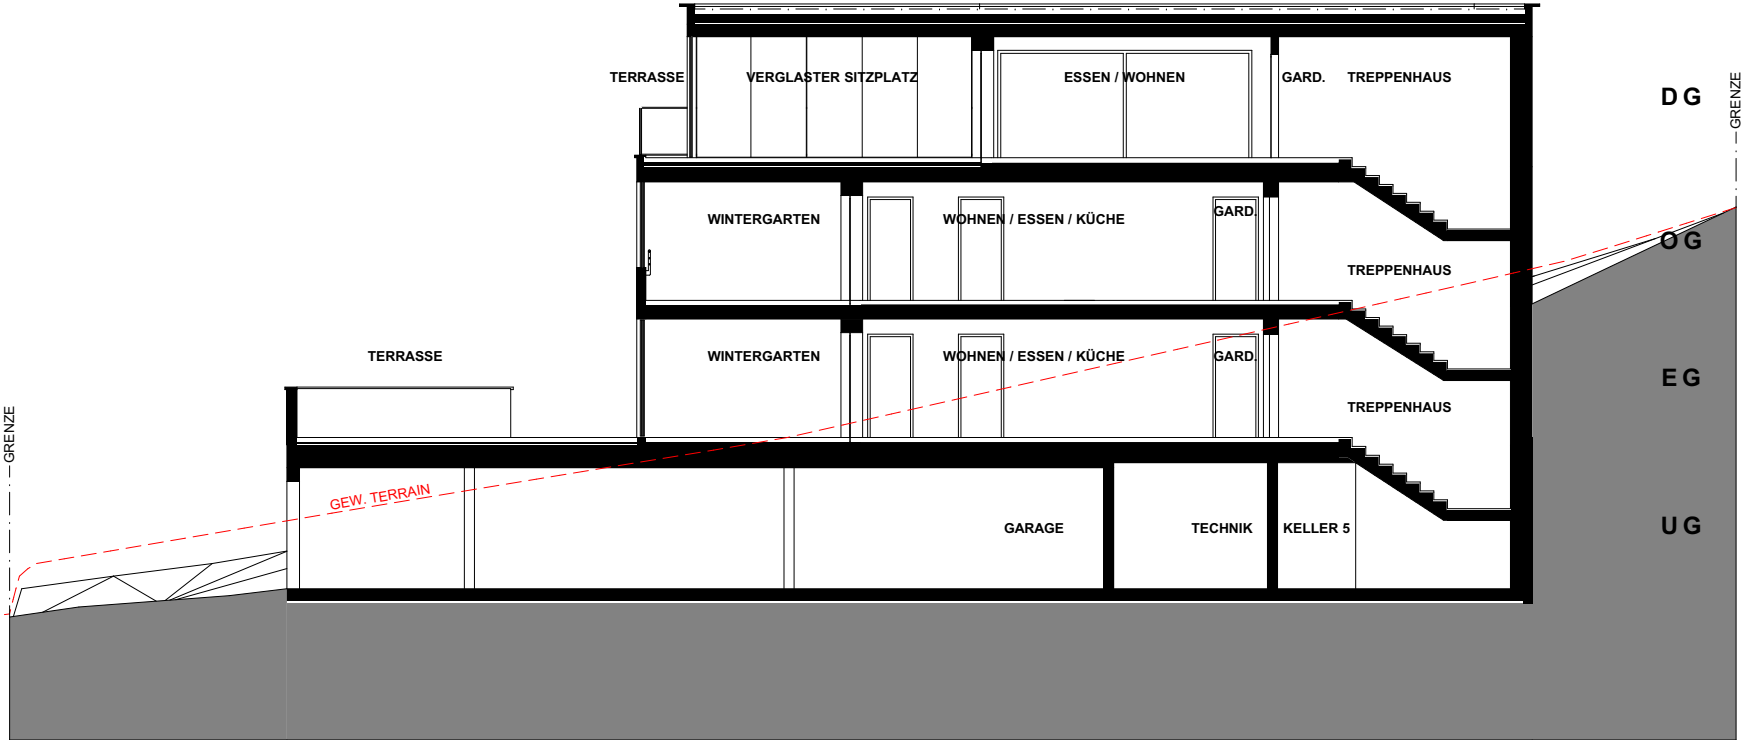 TERRASSE VERGLASTER SITZPLATZ ESSEN / WOHNEN GARD. TREPPENHAUS
DG
GRENZE
WINTERGARTEN WOHNEN / ESSEN / KÜCHE GARD.
OG
TREPPENHAUS
TERRASSE WINTERGARTEN WOHNEN / ESSEN / KÜCHE GARD.
EG
TREPPENHAUS
GRENZE
GEW. TERRAIN
GARAGE TECHNIK KELLER 5
UG